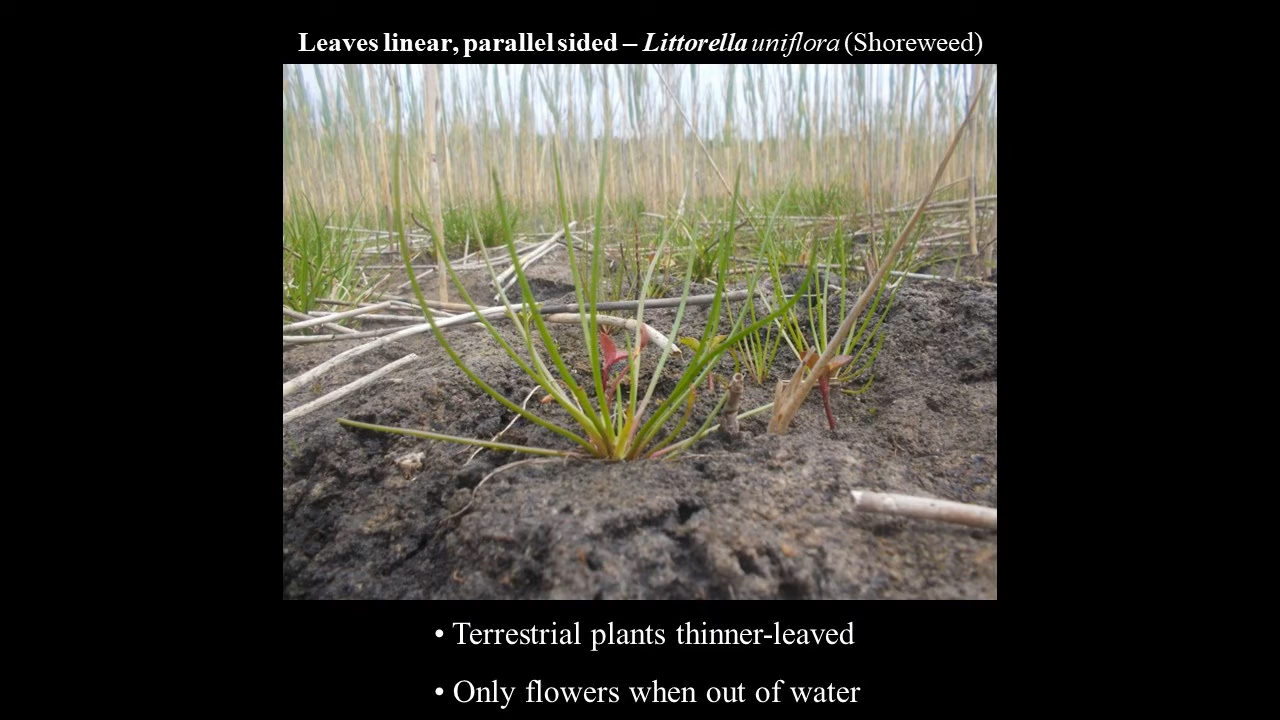 Leaves linear, parallel sided – Littorella uniflora (Shoreweed)
• Terrestrial plants thinner-leaved
• Only flowers when out of water